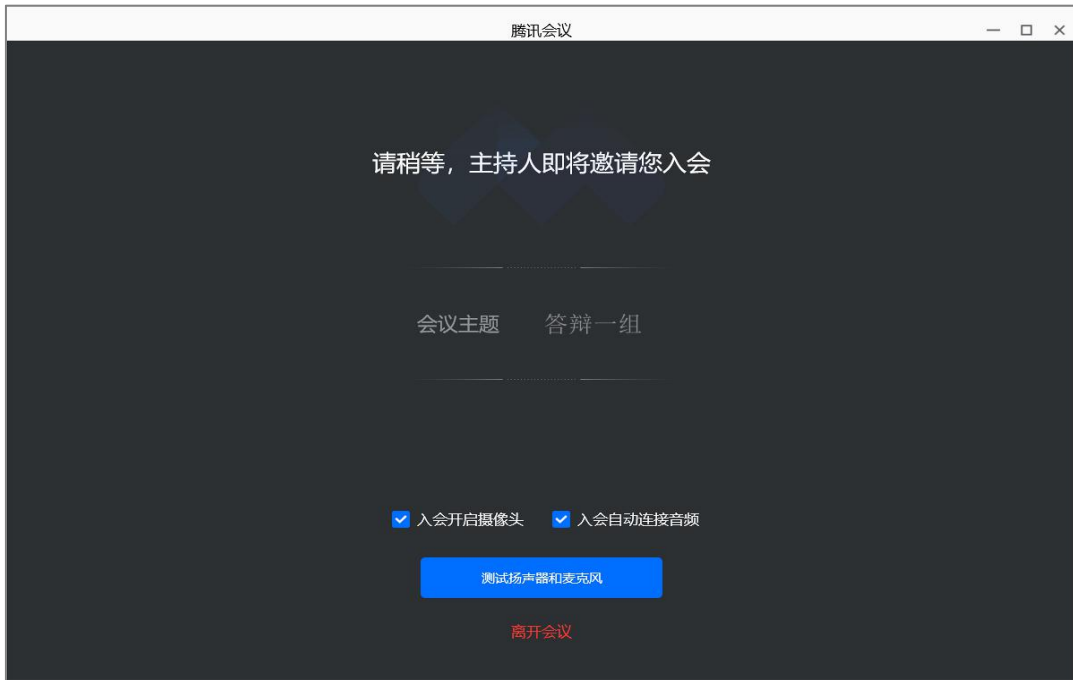 腾讯会议
请稍等，主持人即将邀请您入会
会议主题 答辩一组
入会开启摄像头 入会自动连接音频
测试扬声器和麦克风
离开会议